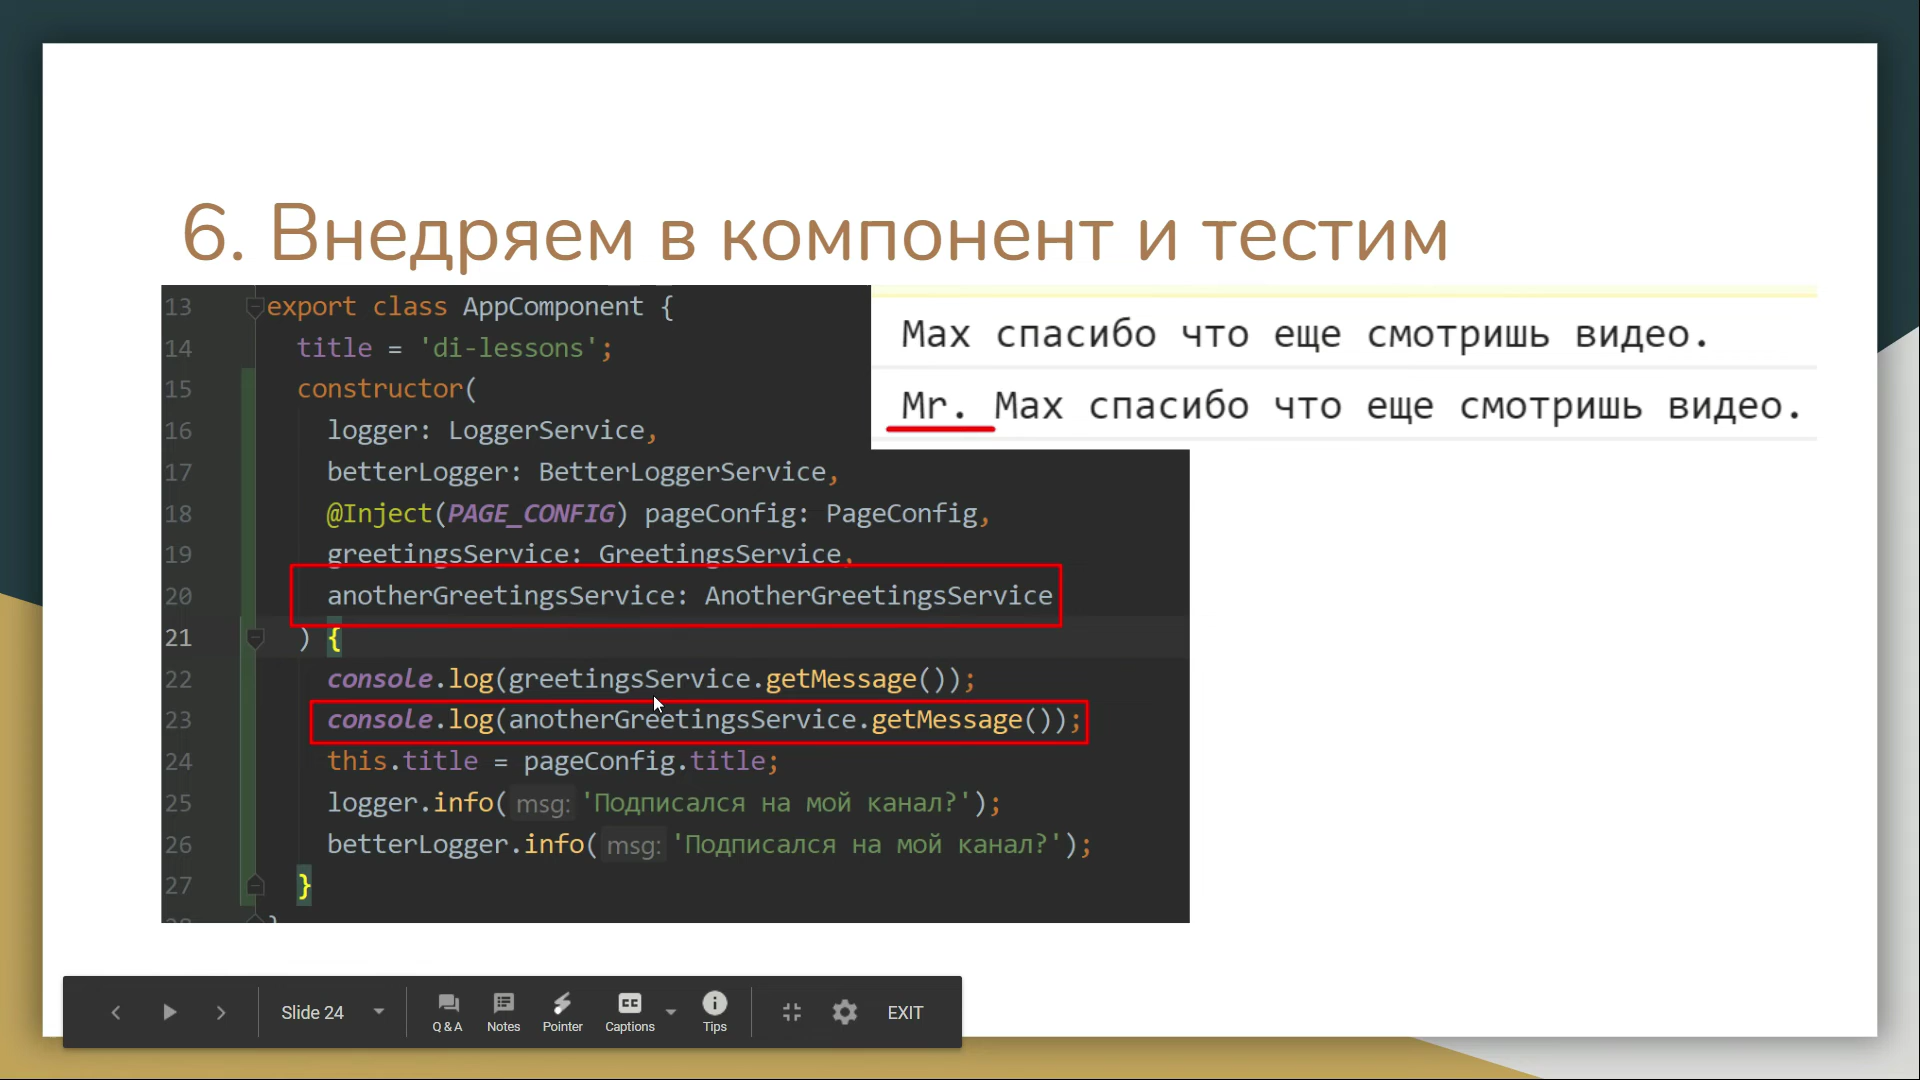 6. Внедряем в компонент и тестим
13 export class AppComponent {
14 title = 'di-lessons';
15 constructor(
16 logger: LoggerService,
17 betterLogger: BetterLoggerService,
18 @Inject(PAGE_CONFIG) pageConfig: PageConfig,
19 greetingsService: GreetingsService,
20 anotherGreetingsService: AnotherGreetingsService
21 ) {
22 console.log(greetingsService.getMessage());
23 console.log(anotherGreetingsService.getMessage());
24 this.title = pageConfig.title;
25 logger.info( msg: 'Подписался на мой канал?');
26 betterLogger.info( msg: 'Подписался на мой канал?');
27 }
28 }
Max спасибо что еще смотришь видео.
Mr. Max спасибо что еще смотришь видео.
Slide 24
Q & A
Notes
Pointer
Captions
Tips
EXIT